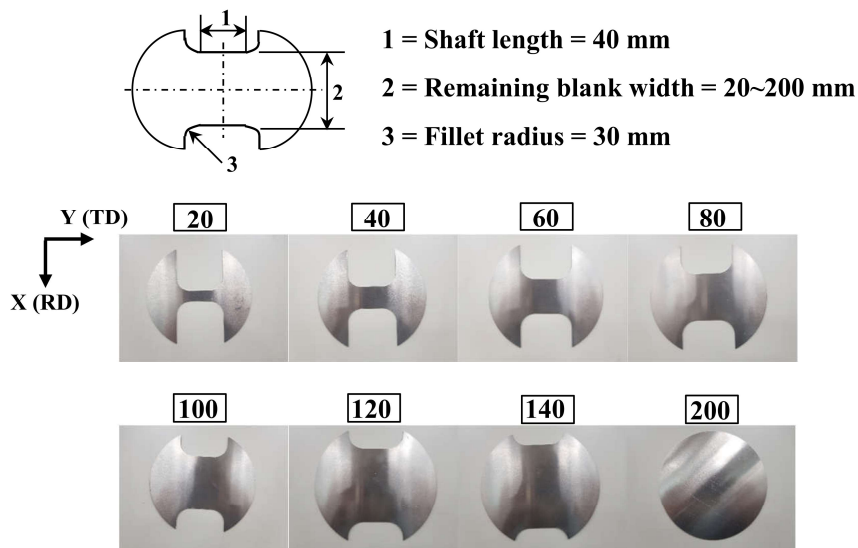 1
1 = Shaft length = 40 mm
2
2 = Remaining blank width = 20~200 mm
3
3 = Fillet radius = 30 mm
Y (TD)
X (RD)
20
40
60
80
100
120
140
200